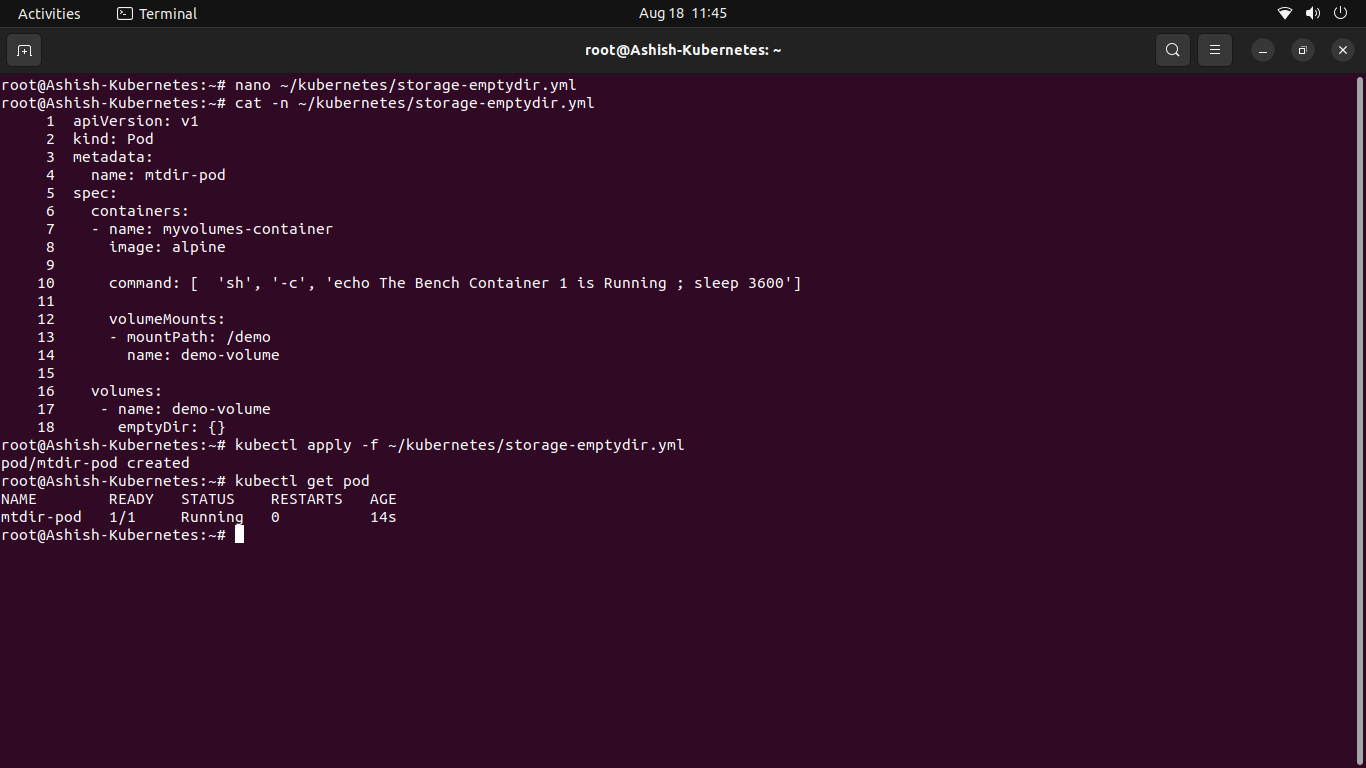 Activities Terminal Aug 18 11:45
root@Ashish-Kubernetes: ~
root@Ashish-Kubernetes:~# nano ~/kubernetes/storage-emptydir.yml
root@Ashish-Kubernetes:~# cat -n ~/kubernetes/storage-emptydir.yml
     1  apiVersion: v1
     2  kind: Pod
     3  metadata:
     4    name: mtdir-pod
     5  spec:
     6    containers:
     7    - name: myvolumes-container
     8      image: alpine
     9
    10      command: [  'sh', '-c', 'echo The Bench Container 1 is Running ; sleep 3600']
    11
    12      volumeMounts:
    13      - mountPath: /demo
    14        name: demo-volume
    15
    16    volumes:
    17     - name: demo-volume
    18       emptyDir: {}
root@Ashish-Kubernetes:~# kubectl apply -f ~/kubernetes/storage-emptydir.yml
pod/mtdir-pod created
root@Ashish-Kubernetes:~# kubectl get pod
NAME        READY   STATUS    RESTARTS   AGE
mtdir-pod   1/1     Running   0          14s
root@Ashish-Kubernetes:~#